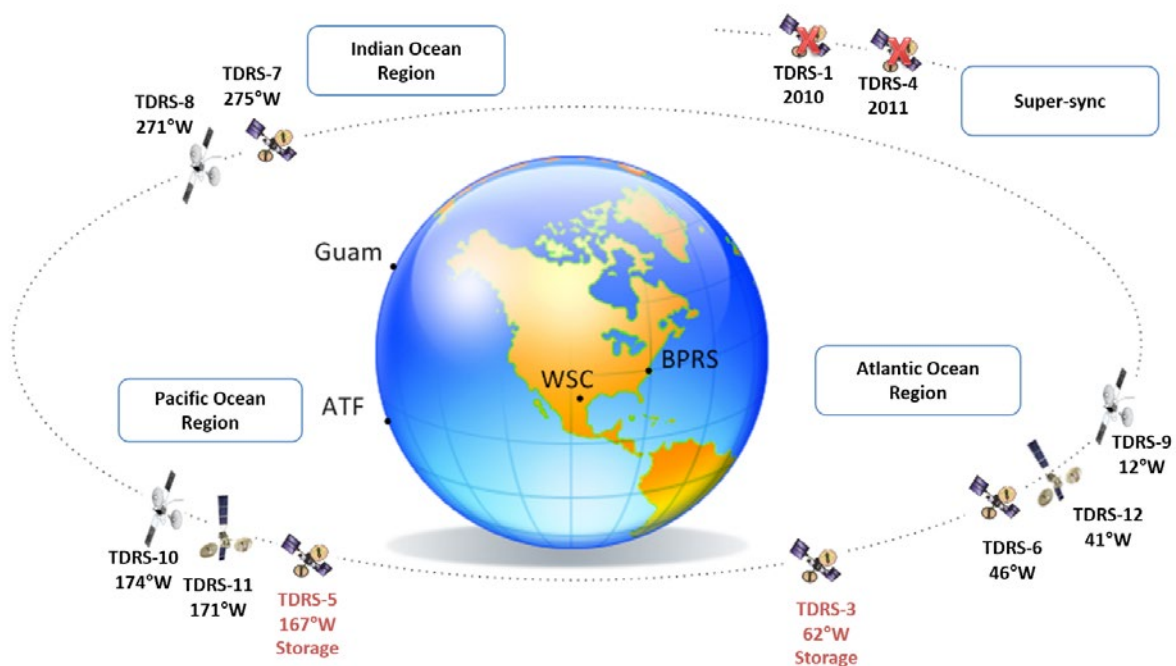 Indian Ocean
Region
TDRS-7
275°W
TDRS-8
271°W
TDRS-1
2010
TDRS-4
2011
Super-sync
Guam
ATF
WSC
BPRS
Pacific Ocean
Region
Atlantic Ocean
Region
TDRS-9
12°W
TDRS-12
41°W
TDRS-6
46°W
TDRS-10
174°W
TDRS-11
171°W
TDRS-5
167°W
Storage
TDRS-3
62°W
Storage